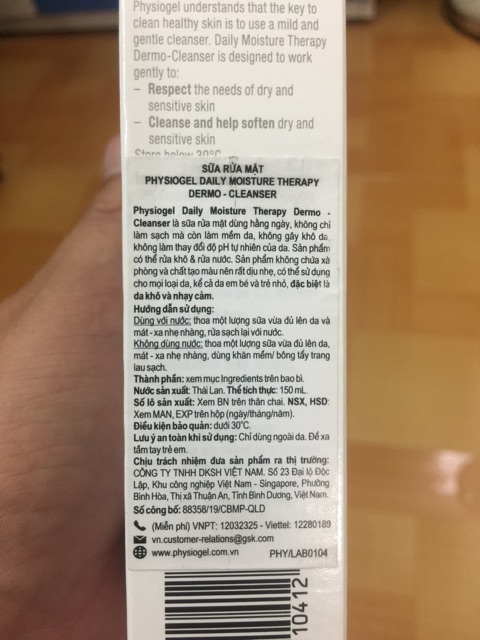 Physiogel understands that the key to
clean healthy skin is to use a mild and
gentle cleanser. Daily Moisture Therapy
Dermo-Cleanser is designed to work
gently to:
– Respect the needs of dry and
sensitive skin
– Cleanse and help soften dry and
sensitive skin
Store below 30°C
SỮA RỬA MẶT
PHYSIOGEL DAILY MOISTURE THERAPY
DERMO - CLEANSER
Physiogel Daily Moisture Therapy Dermo -
Cleanser là sữa rửa mặt dùng hằng ngày, không chỉ
làm sạch mà còn làm mềm da, không gây khô da,
không làm thay đổi độ pH tự nhiên của da. Sản phẩm
có thể rửa khô & rửa nước. Sản phẩm không chứa xà
phòng và chất tạo màu nên rất dịu nhẹ, có thể sử dụng
cho mọi loại da, kể cả da em bé và trẻ nhỏ, đặc biệt là
da khô và nhạy cảm.
Hướng dẫn sử dụng:
Dùng với nước: thoa một lượng sữa vừa đủ lên da và
mát - xa nhẹ nhàng, rửa sạch lại với nước.
Không dùng nước: thoa một lượng sữa vừa đủ lên da,
mát - xa nhẹ nhàng, dùng khăn mềm/ bông tẩy trang
lau sạch.
Thành phần: xem mục Ingredients trên bao bì.
Nước sản xuất: Thái Lan. Thể tích thực: 150 mL.
Số lô sản xuất: Xem BN trên thân chai. NSX, HSD:
Xem MAN, EXP trên hộp (ngày/tháng/năm).
Điều kiện bảo quản: dưới 30°C.
Lưu ý an toàn khi sử dụng: Chỉ dùng ngoài da. Để xa
tầm tay trẻ em.
Chịu trách nhiệm đưa sản phẩm ra thị trường:
CÔNG TY TNHH DKSH VIỆT NAM. Số 23 Đại lộ Độc
Lập, Khu công nghiệp Việt Nam - Singapore, Phường
Bình Hòa, Thị xã Thuận An, Tỉnh Bình Dương, Việt Nam.
Số công bố: 88358/19/CBMP-QLD
(Miễn phí) VNPT: 12032325 - Viettel: 12280189
vn.customer-relations@gsk.com
www.physiogel.com.vn PHY/LAB0104
10412